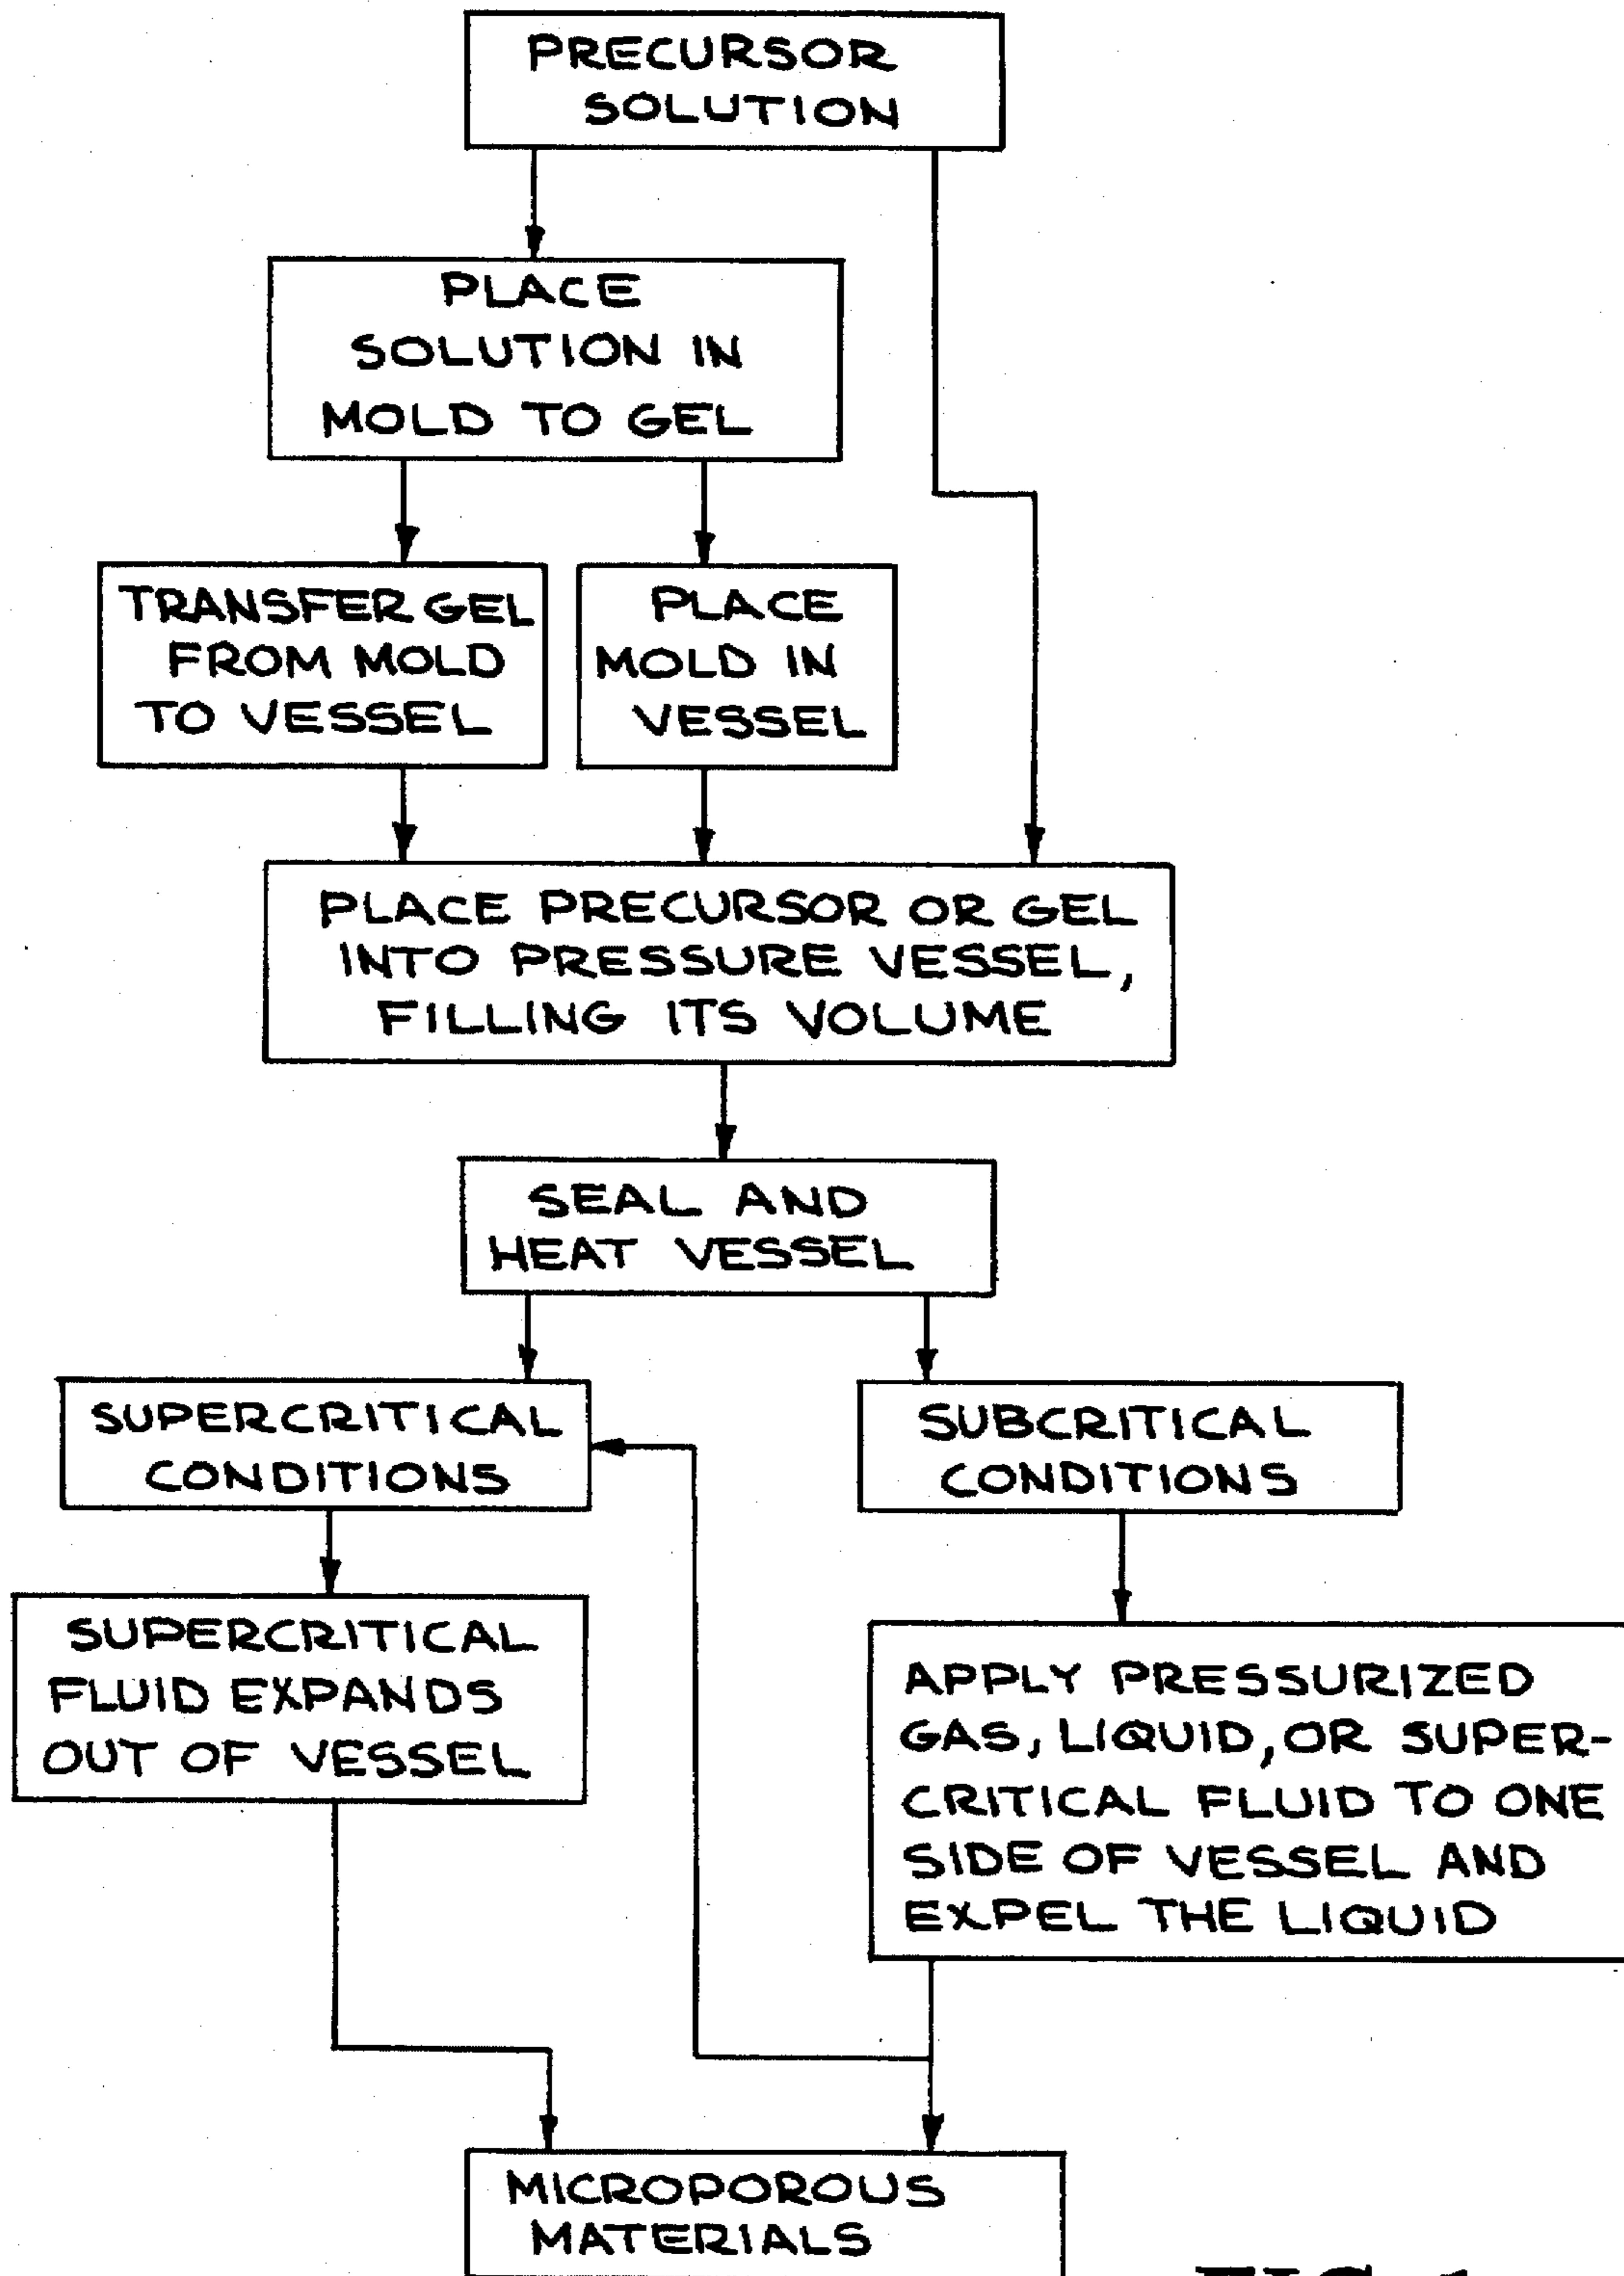 PRECURSOR
SOLUTION
PLACE
SOLUTION IN
MOLD TO GEL
TRANSFER GEL
FROM MOLD
TO VESSEL
PLACE
MOLD IN
VESSEL
PLACE PRECURSOR OR GEL
INTO PRESSURE VESSEL,
FILLING ITS VOLUME
SEAL AND
HEAT VESSEL
SUPERCRITICAL
CONDITIONS
SUBCRITICAL
CONDITIONS
SUPERCRITICAL
FLUID EXPANDS
OUT OF VESSEL
APPLY PRESSURIZED
GAS, LIQUID, OR SUPER-
CRITICAL FLUID TO ONE
SIDE OF VESSEL AND
EXPEL THE LIQUID
MICROPOROUS
MATERIALS